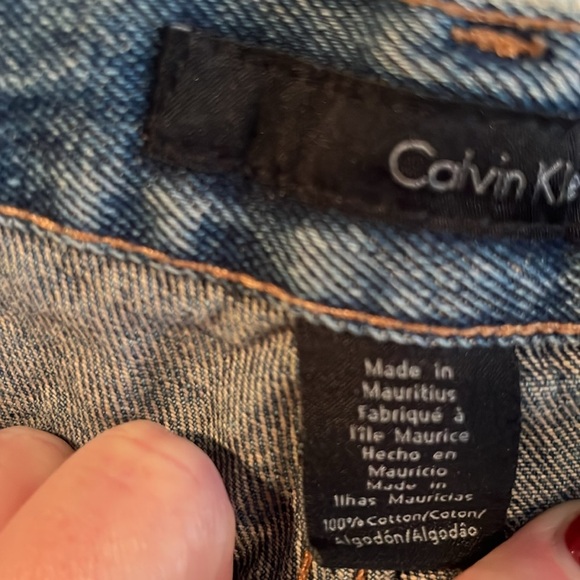 Calvin Kle
Made in
Mauritius
Fabriqué à
l'île Maurice
Hecho en
Mauricio
Made in
Ilhas Maurícias
100% Cotton/Coton/
Algodón/Algodão